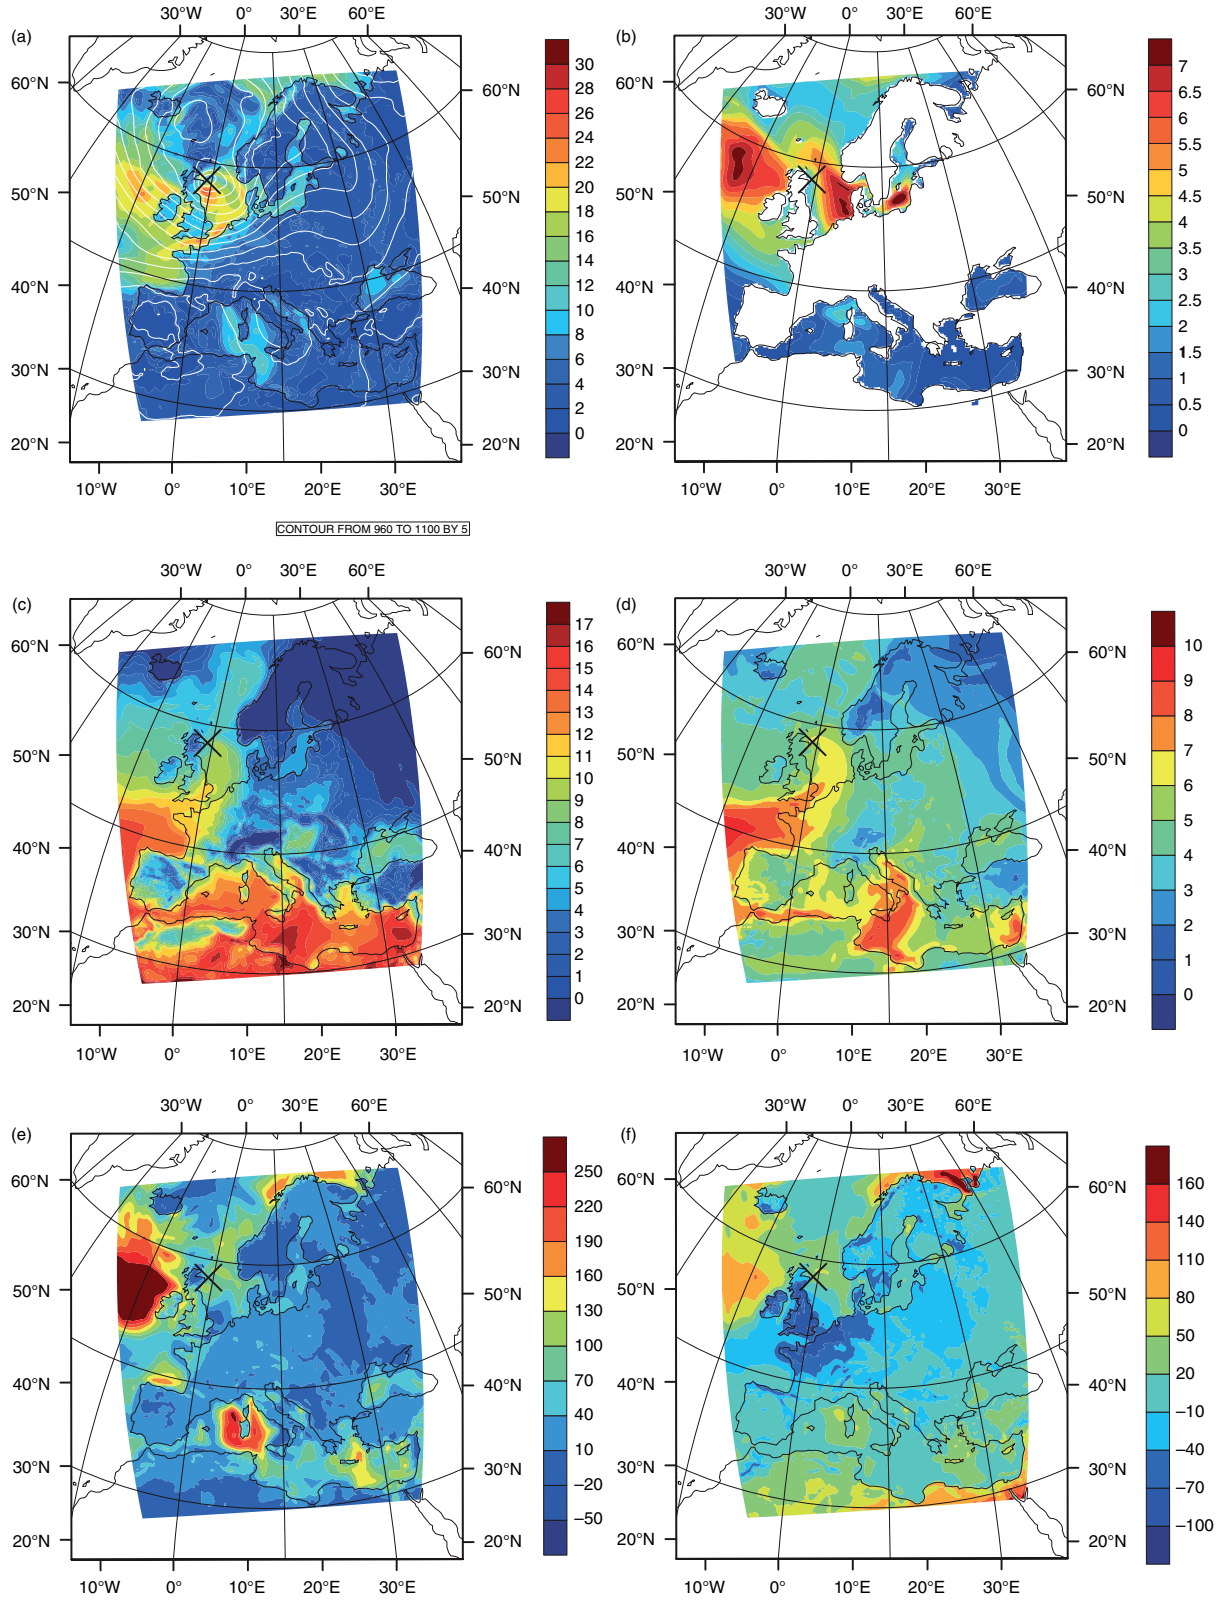 30°W 0° 30°E 60°E
(a)
60°N
50°N
40°N
30°N
20°N
60°N
50°N
40°N
30°N
20°N
10°W 0° 10°E 20°E 30°E
30
28
26
24
22
20
18
16
14
12
10
8
6
4
2
0
CONTOUR FROM 960 TO 1100 BY 5
30°W 0° 30°E 60°E
(b)
60°N
50°N
40°N
30°N
20°N
60°N
50°N
40°N
30°N
20°N
10°W 0° 10°E 20°E 30°E
7
6.5
6
5.5
5
4.5
4
3.5
3
2.5
2
1.5
1
0.5
0
30°W 0° 30°E 60°E
(c)
60°N
50°N
40°N
30°N
20°N
60°N
50°N
40°N
30°N
20°N
10°W 0° 10°E 20°E 30°E
17
16
15
14
13
12
11
10
9
8
7
6
5
4
3
2
1
0
30°W 0° 30°E 60°E
(d)
60°N
50°N
40°N
30°N
20°N
60°N
50°N
40°N
30°N
20°N
10°W 0° 10°E 20°E 30°E
10
9
8
7
6
5
4
3
2
1
0
30°W 0° 30°E 60°E
(e)
60°N
50°N
40°N
30°N
20°N
60°N
50°N
40°N
30°N
20°N
10°W 0° 10°E 20°E 30°E
250
220
190
160
130
100
70
40
10
−20
−50
30°W 0° 30°E 60°E
(f)
60°N
50°N
40°N
30°N
20°N
60°N
50°N
40°N
30°N
20°N
10°W 0° 10°E 20°E 30°E
160
140
110
80
50
20
−10
−40
−70
−100